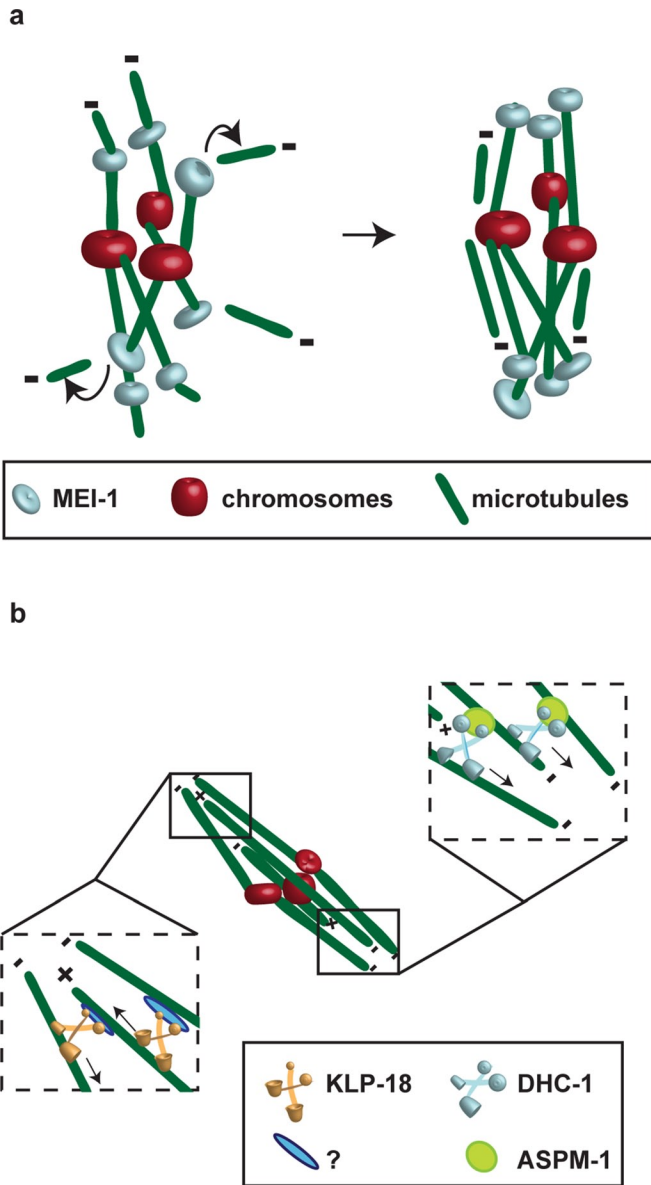 a
MEI-1 chromosomes microtubules
b
+
+
+
+
KLP-18 DHC-1
? ASPM-1